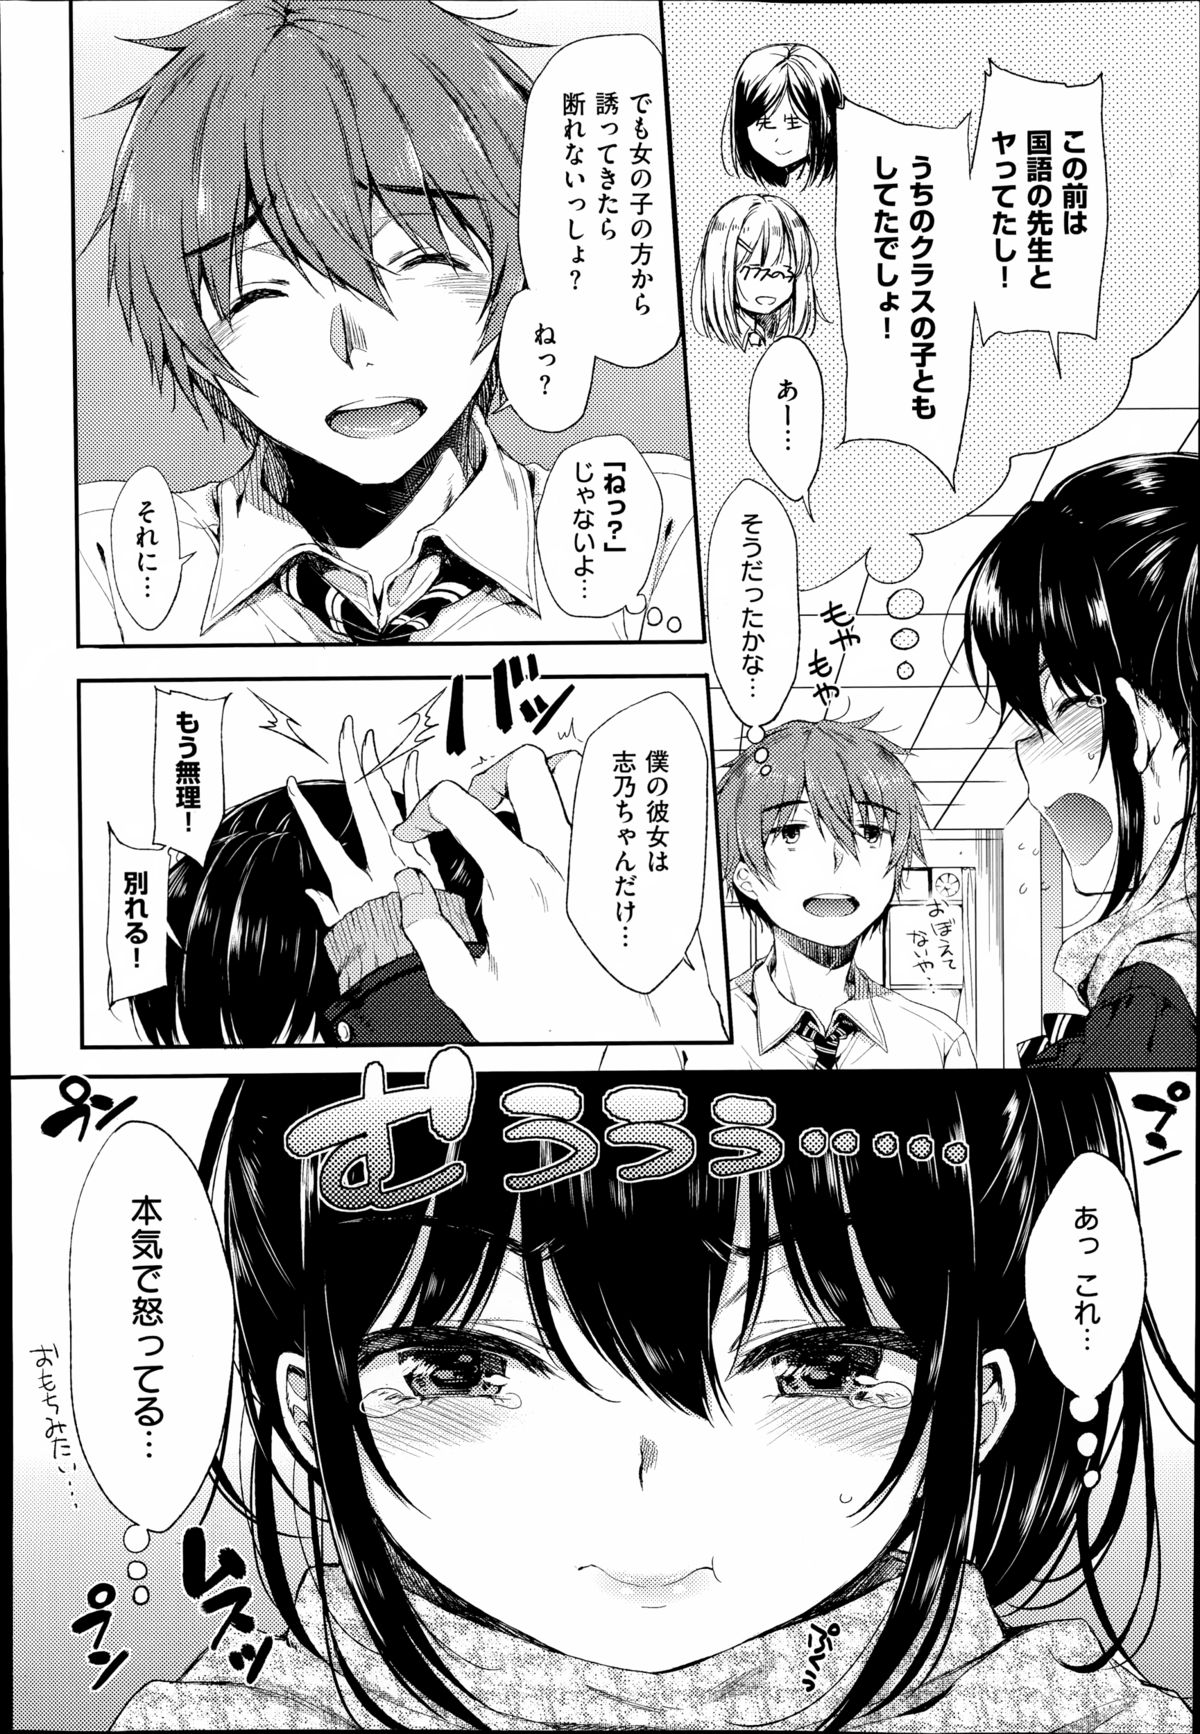 この前は
国語の先生と
ヤってたし！
うちのクラスの子とも
してたでしょ！
先生
クラスの子
あー…
そうだったかな…
もや
もや
おぼえて
ないや…
でも女の子の方から
誘ってきたら
断れないっしょ？
ねっ？
「ねっ？」
じゃないよ…
それに…
僕の彼女は
志乃ちゃんだけ…
バッ
もう無理！
別れる！
むうううぅ……
プン
あっ これ…
プン
本気で怒ってる…
おもちみたい…
ムスッ
プン
ぷくっ